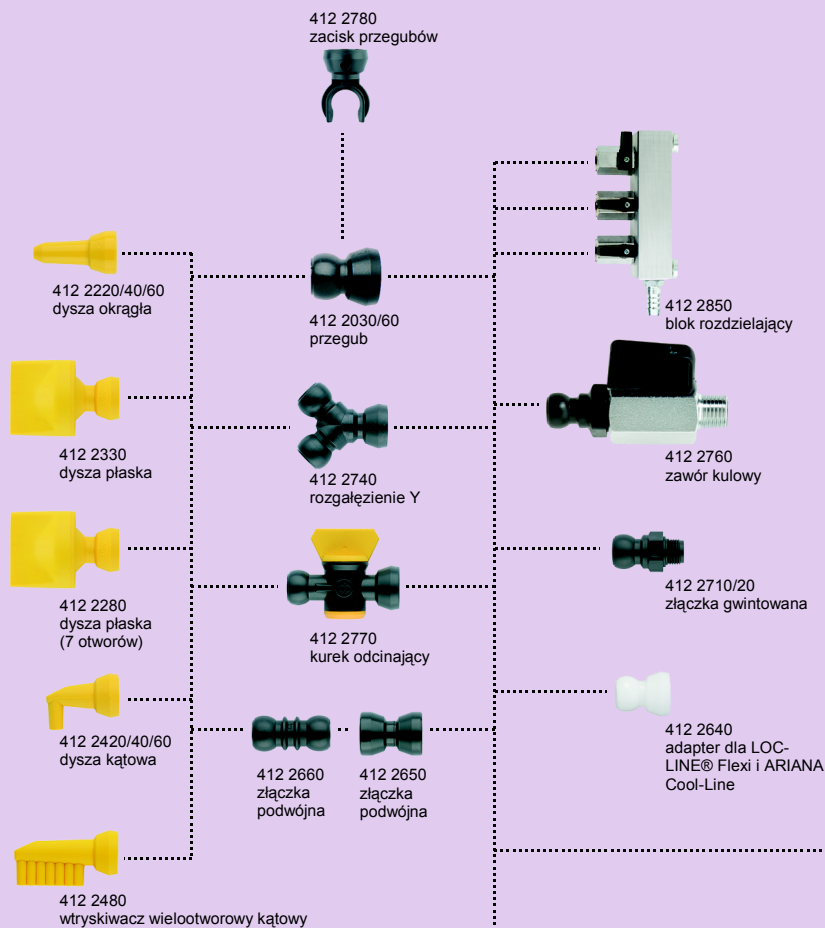 412 2780
zacisk przegubów
412 2220/40/60
dysza okrągła
412 2030/60
przegub
412 2850
blok rozdzielający
412 2330
dysza płaska
412 2740
rozgałęzienie Y
412 2760
zawór kulowy
412 2280
dysza płaska
(7 otworów)
412 2770
kurek odcinający
412 2710/20
złączka gwintowana
412 2420/40/60
dysza kątowa
412 2660
złączka
podwójna
412 2650
złączka
podwójna
412 2640
adapter dla LOC-
LINE® Flexi i ARIANA
Cool-Line
412 2480
wtryskiwacz wielootworowy kątowy